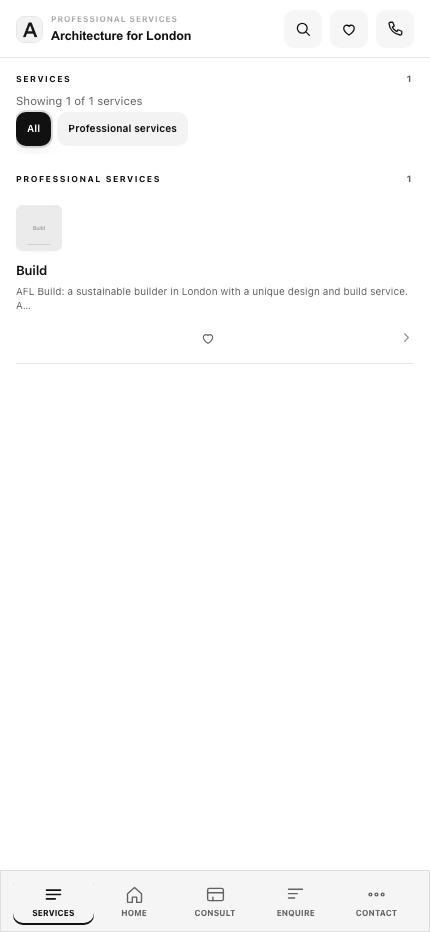 A
PROFESSIONAL SERVICES
Architecture for London
SERVICES
1
Showing 1 of 1 services
All
Professional services
PROFESSIONAL SERVICES
1
Build
Build
AFL Build: a sustainable builder in London with a unique design and build service.
A...
SERVICES
HOME
CONSULT
ENQUIRE
CONTACT